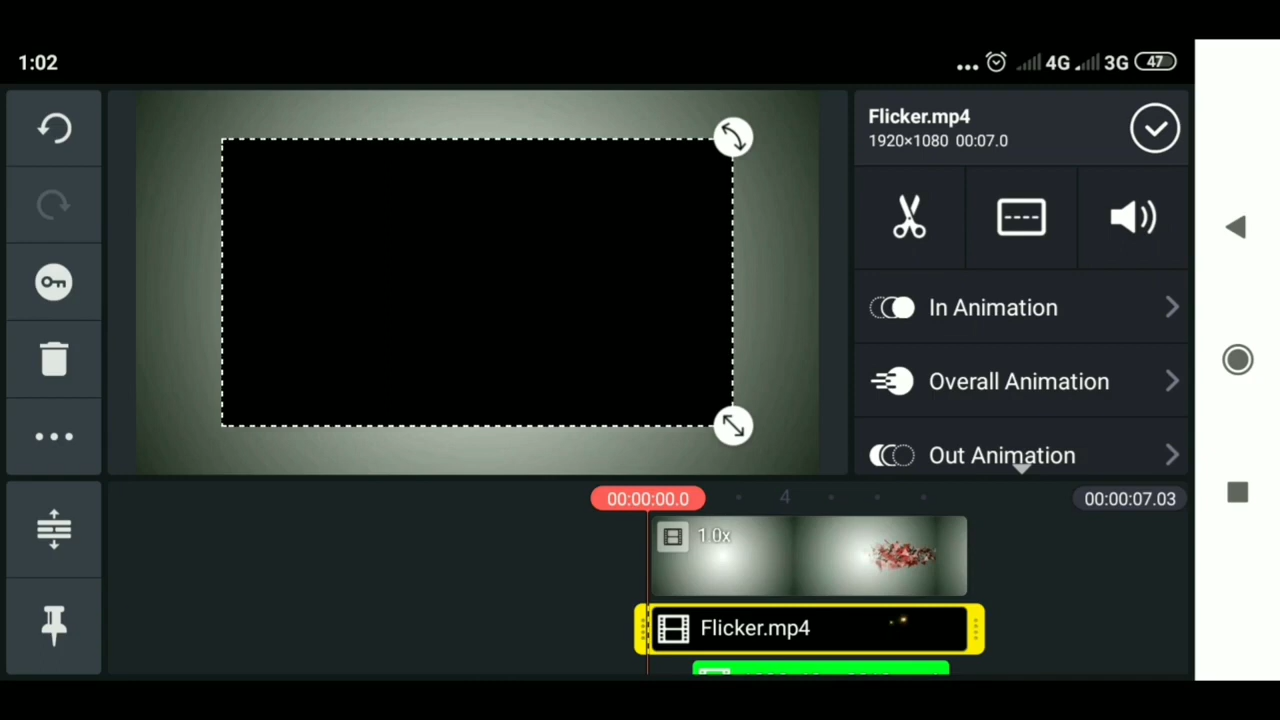 1:02
4G 3G 47
Flicker.mp4
1920×1080 00:07.0
In Animation
Overall Animation
Out Animation
00:00:00.0
4
00:00:07.03
1.0x
Flicker.mp4